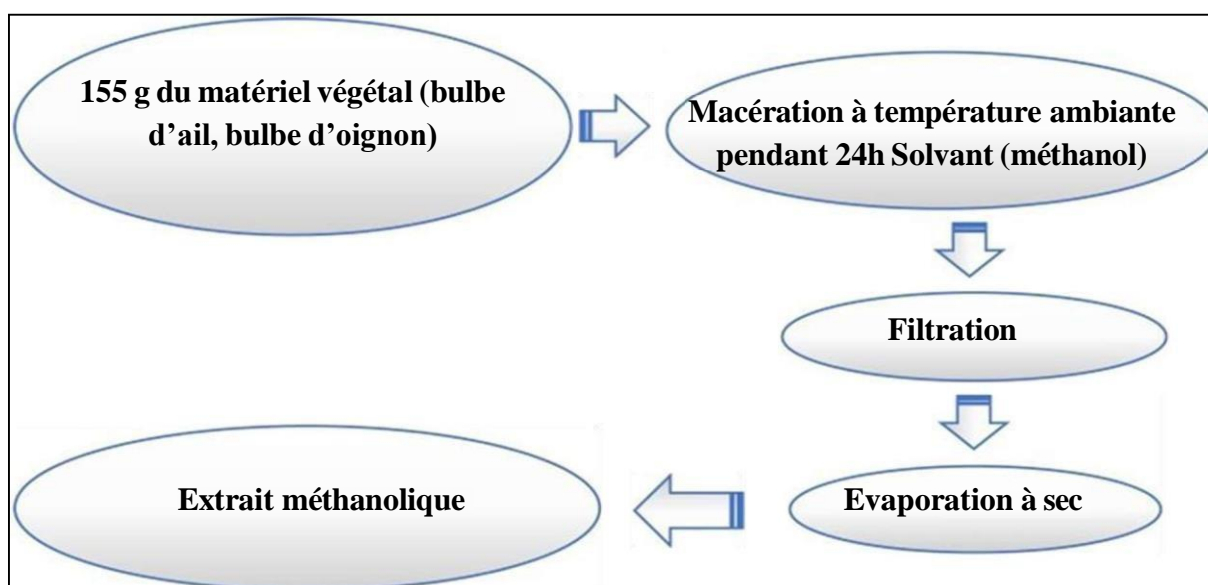 155 g du matériel végétal (bulbe
d’ail, bulbe d’oignon)
Macération à température ambiante
pendant 24h Solvant (méthanol)
Filtration
Evaporation à sec
Extrait méthanolique